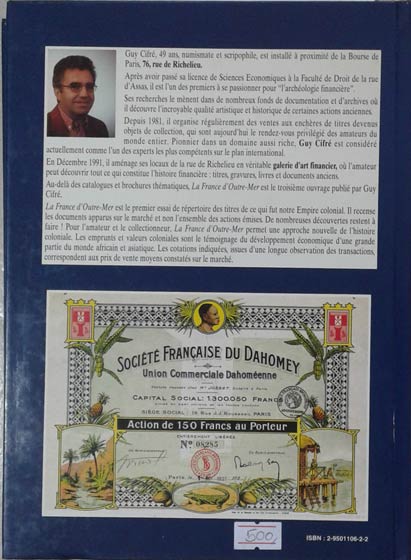 Guy Cifré, 49 ans, numismate et scripophile, est installé à proximité de la Bourse de
Paris, 76, rue de Richelieu.
Après avoir passé sa licence de Sciences Economiques à la Faculté de Droit de la rue
d'Assas, il est l'un des premiers à se passionner pour "l'archéologie financière".
Ses recherches le mènent dans de nombreux fonds de documentation et d'archives où
il découvre l'incroyable qualité artistique et historique de certaines actions anciennes.
Depuis 1981, il organise régulièrement des ventes aux enchères de titres devenus
objets de collection, qui sont aujourd'hui le rendez-vous privilégié des amateurs du
monde entier. Pionnier dans un domaine aussi riche, Guy Cifré est considéré
actuellement comme l'un des experts les plus compétents sur le plan international.
En Décembre 1991, il aménage ses locaux de la rue de Richelieu en véritable galerie d'art financier, où l'amateur
peut découvrir tout ce qui constitue l'histoire financière : titres, gravures, livres et documents anciens.
Au-delà des catalogues et brochures thématiques, La France d'Outre-Mer est le troisième ouvrage publié par Guy
Cifré.
La France d'Outre-Mer est le premier essai de répertoire des titres de ce qui fut notre Empire colonial. Il recense
les documents apparus sur le marché et non l'ensemble des actions émises. De nombreuses découvertes restent à
faire ! Pour l'amateur et le collectionneur, La France d'Outre-Mer permet une approche nouvelle de l'histoire
coloniale. Les emprunts et valeurs coloniales sont le témoignage du développement économique d'une grande
partie du monde africain et asiatique. Les cotations indiquées, issues d'une longue observation des transactions,
correspondent aux prix de vente moyens constatés sur le marché.
SOCIÉTÉ FRANÇAISE DU DAHOMEY
Union Commerciale Dahoméenne
CAPITAL SOCIAL: 1.300.050 FRANCS
SIÈGE SOCIAL: 18, Rue J.J. Rousseau, PARIS
Action de 150 Francs au Porteur
ENTIÈREMENT LIBÉRÉE
Nº 08285
500
ISBN : 2-9501106-2-2